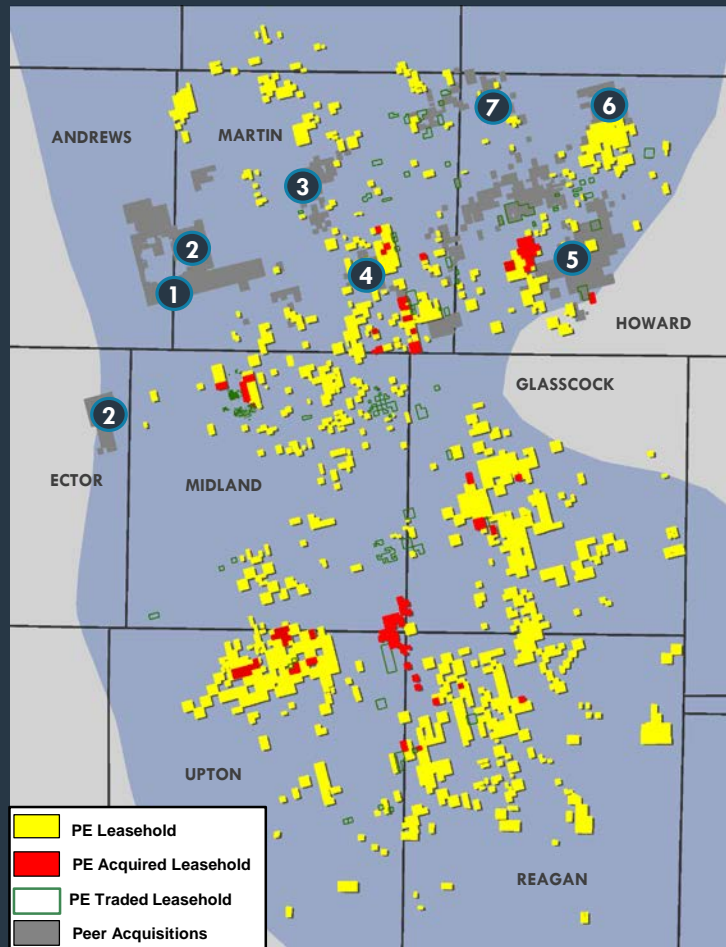 7
6
ANDREWS
MARTIN
3
2
4
5
1
HOWARD
GLASSCOCK
2
ECTOR
MIDLAND
UPTON
PE Leasehold
PE Acquired Leasehold
PE Traded Leasehold
Peer Acquisitions
REAGAN